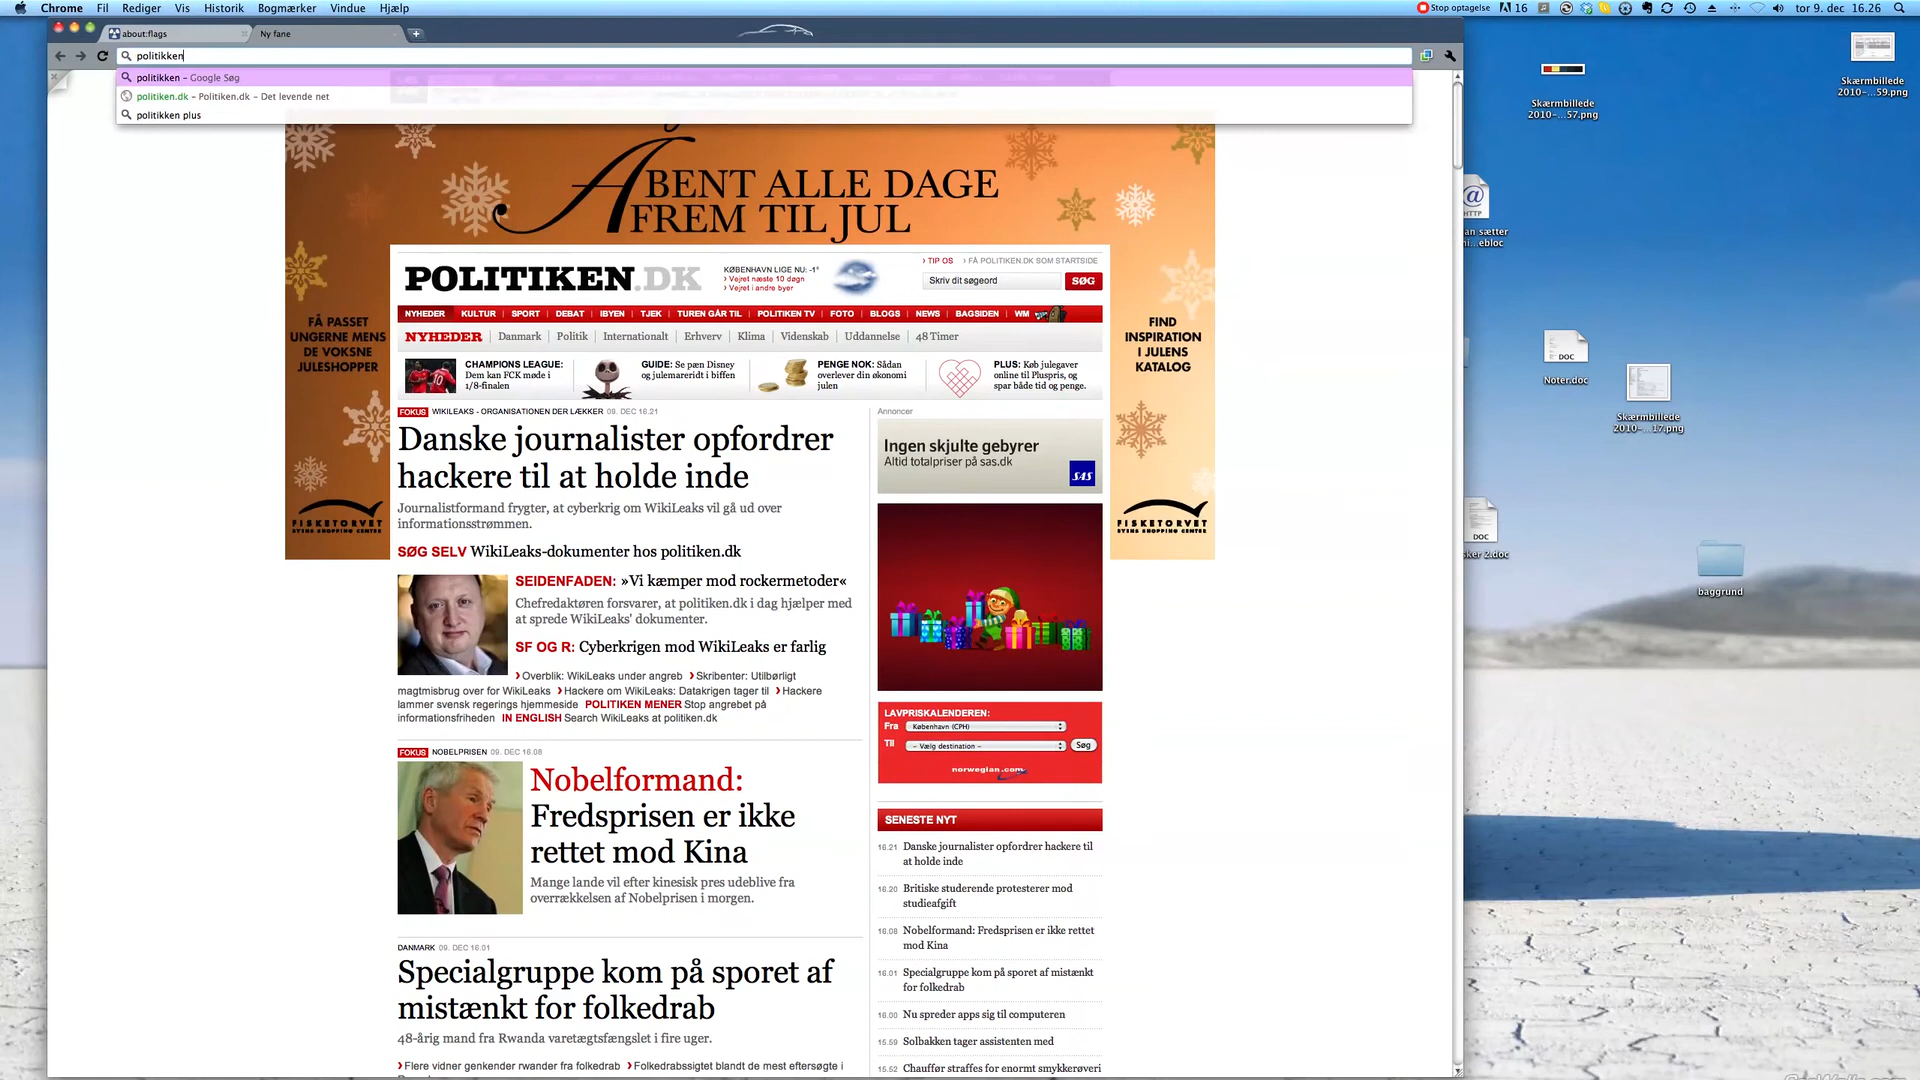 Chrome Fil Rediger Vis Historik Bogmærker Vindue Hjælp Stop optagelse 16 tor 9. dec 16.26
about:flags Ny fane
politikken
politikken – Google Søg
politiken.dk – Politiken.dk – Det levende net
politikken plus
ÅBENT ALLE DAGE
FREM TIL JUL
FÅ PASSET
UNGERNE MENS
DE VOKSNE
JULESHOPPER
FISKETORVET
BYENS SHOPPING CENTER
FIND
INSPIRATION
I JULENS
KATALOG
FISKETORVET
BYENS SHOPPING CENTER
POLITIKEN.DK
KØBENHAVN LIGE NU: -1°
› Vejret næste 10 døgn
› Vejret i andre byer
› TIP OS › FÅ POLITIKEN.DK SOM STARTSIDE
Skriv dit søgeord SØG
NYHEDER KULTUR SPORT DEBAT IBYEN TJEK TUREN GÅR TIL POLITIKEN TV FOTO BLOGS NEWS BAGSIDEN WM
NYHEDER Danmark Politik Internationalt Erhverv Klima Videnskab Uddannelse 48 Timer
CHAMPIONS LEAGUE:
Dem kan FCK møde i
1/8-finalen
GUIDE: Se pæn Disney
og julemareridt i biffen
PENGE NOK: Sådan
overlever din økonomi
julen
PLUS: Køb julegaver
online til Pluspris, og
spar både tid og penge.
FOKUS WIKILEAKS - ORGANISATIONEN DER LÆKKER 09. DEC 16.21
Danske journalister opfordrer
hackere til at holde inde
Journalistformand frygter, at cyberkrig om WikiLeaks vil gå ud over
informationsstrømmen.
SØG SELV WikiLeaks-dokumenter hos politiken.dk
SEIDENFADEN: »Vi kæmper mod rockermetoder«
Chefredaktøren forsvarer, at politiken.dk i dag hjælper med
at sprede WikiLeaks' dokumenter.
SF OG R: Cyberkrigen mod WikiLeaks er farlig
› Overblik: WikiLeaks under angreb › Skribenter: Utilbørligt
magtmisbrug over for WikiLeaks › Hackere om WikiLeaks: Datakrigen tager til › Hackere
lammer svensk regerings hjemmeside POLITIKEN MENER Stop angrebet på
informationsfriheden IN ENGLISH Search WikiLeaks at politiken.dk
FOKUS NOBELPRISEN 09. DEC 16.08
Nobelformand:
Fredsprisen er ikke
rettet mod Kina
Mange lande vil efter kinesisk pres udeblive fra
overrækkelsen af Nobelprisen i morgen.
DANMARK 09. DEC 16.01
Specialgruppe kom på sporet af
mistænkt for folkedrab
48-årig mand fra Rwanda varetægtsfængslet i fire uger.
› Flere vidner genkender rwander fra folkedrab › Folkedrabssigtet blandt de mest eftersøgte i
Annoncer
Ingen skjulte gebyrer
Altid totalpriser på sas.dk
SAS
LAVPRISKALENDEREN:
Fra København (CPH)
Til – Vælg destination – Søg
norwegian.com
SENESTE NYT
16.21 Danske journalister opfordrer hackere til
at holde inde
16.20 Britiske studerende protesterer mod
studieafgift
16.08 Nobelformand: Fredsprisen er ikke rettet
mod Kina
16.01 Specialgruppe kom på sporet af mistænkt
for folkedrab
16.00 Nu spreder apps sig til computeren
15.59 Solbakken tager assistenten med
15.52 Chauffør straffes for enormt smykkerøveri
Skærmbillede
2010-...57.png
Skærmbillede
2010-...59.png
HTTP
an sætter
ni...ebloc
DOC
Noter.doc
Skærmbillede
2010-...17.png
DOC
sker 2.doc
baggrund